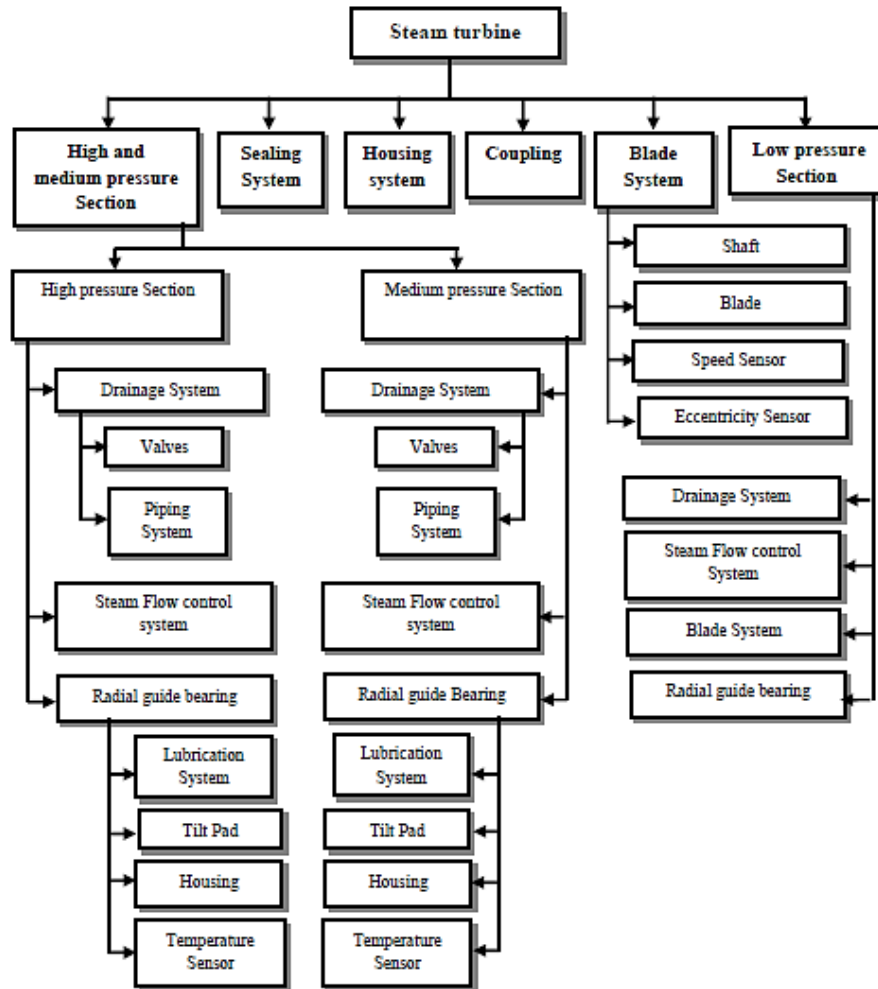 Steam turbine
High and
medium pressure
Section
Sealing
System
Housing
system
Coupling
Blade
System
Low pressure
Section
Shaft
Blade
Speed Sensor
Eccentricity Sensor
High pressure Section
Medium pressure Section
Drainage System
Valves
Piping
System
Steam Flow control
system
Radial guide bearing
Lubrication
System
Tilt Pad
Housing
Temperature
Sensor
Drainage System
Valves
Piping
System
Steam Flow control
system
Radial guide Bearing
Lubrication
System
Tilt Pad
Housing
Temperature
Sensor
Drainage System
Steam Flow control
System
Blade System
Radial guide bearing